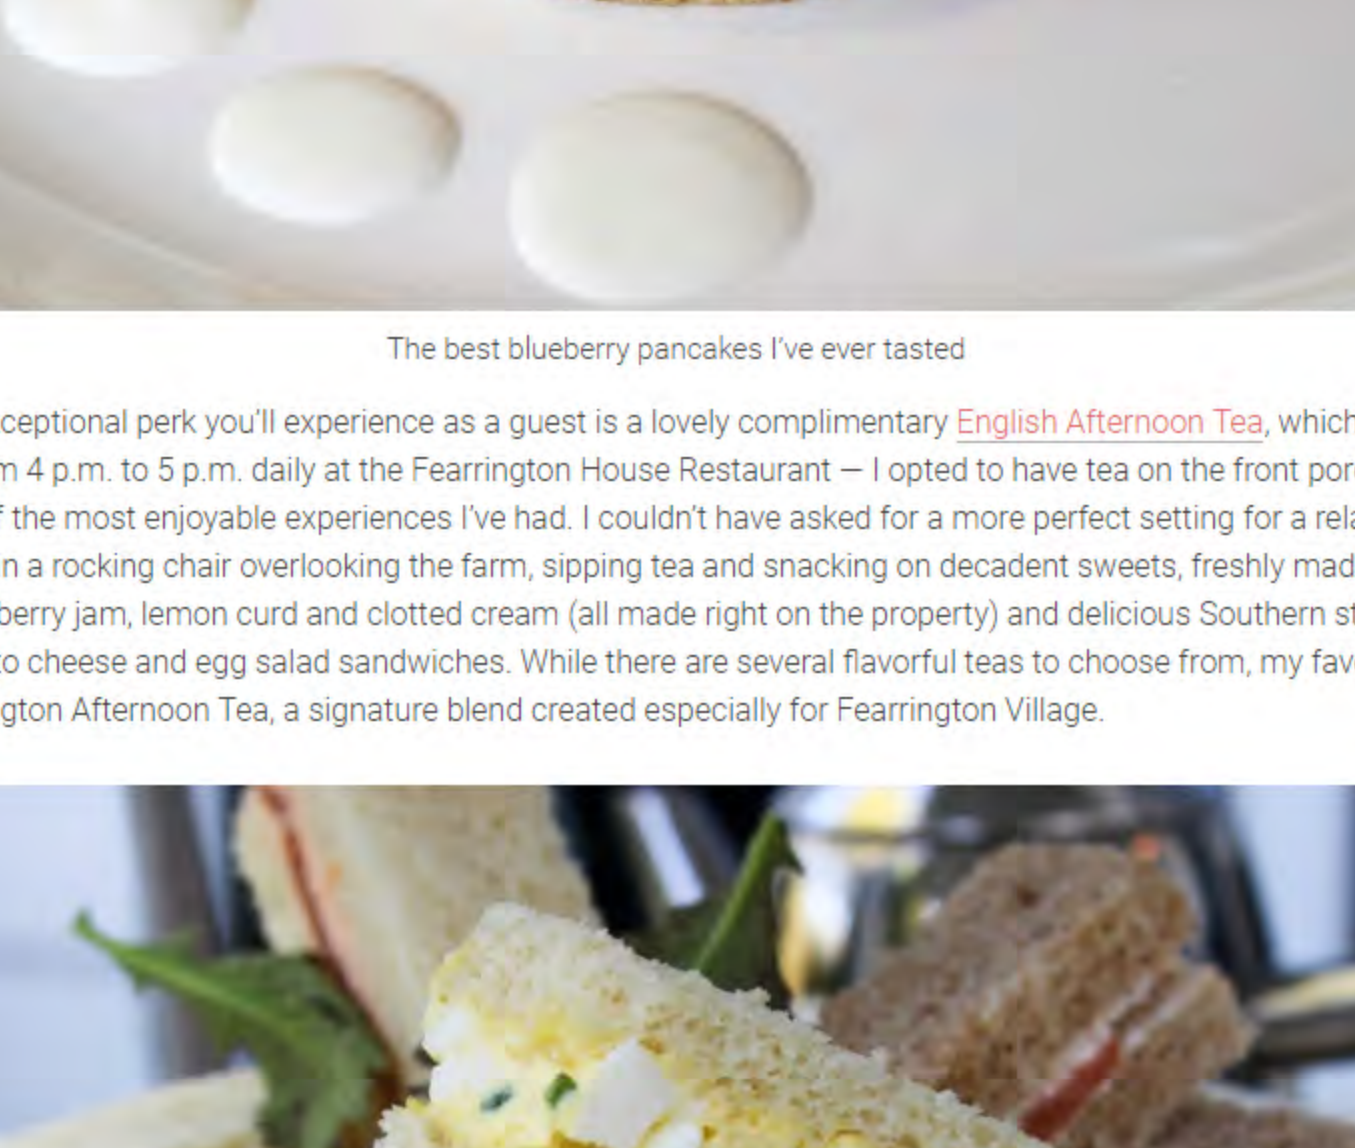 The best blueberry pancakes I've ever tasted
ceptional perk you'll experience as a guest is a lovely complimentary English Afternoon Tea, which
m 4 p.m. to 5 p.m. daily at the Fearrington House Restaurant — I opted to have tea on the front por
f the most enjoyable experiences I've had. I couldn't have asked for a more perfect setting for a rela
n a rocking chair overlooking the farm, sipping tea and snacking on decadent sweets, freshly mad
berry jam, lemon curd and clotted cream (all made right on the property) and delicious Southern st
to cheese and egg salad sandwiches. While there are several flavorful teas to choose from, my fav
gton Afternoon Tea, a signature blend created especially for Fearrington Village.